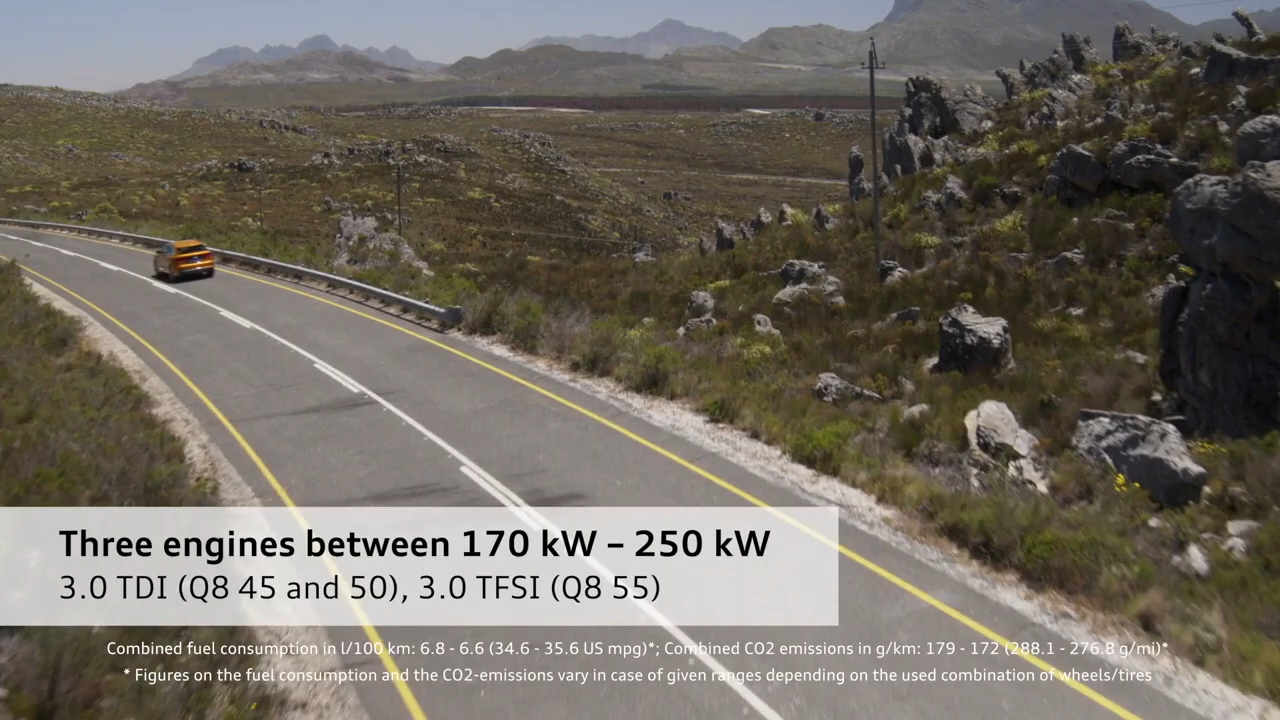 Three engines between 170 kW – 250 kW
3.0 TDI (Q8 45 and 50), 3.0 TFSI (Q8 55)
Combined fuel consumption in l/100 km: 6.8 - 6.6 (34.6 - 35.6 US mpg)*; Combined CO2 emissions in g/km: 179 - 172 (288.1 - 276.8 g/mi)*
* Figures on the fuel consumption and the CO2-emissions vary in case of given ranges depending on the used combination of wheels/tires